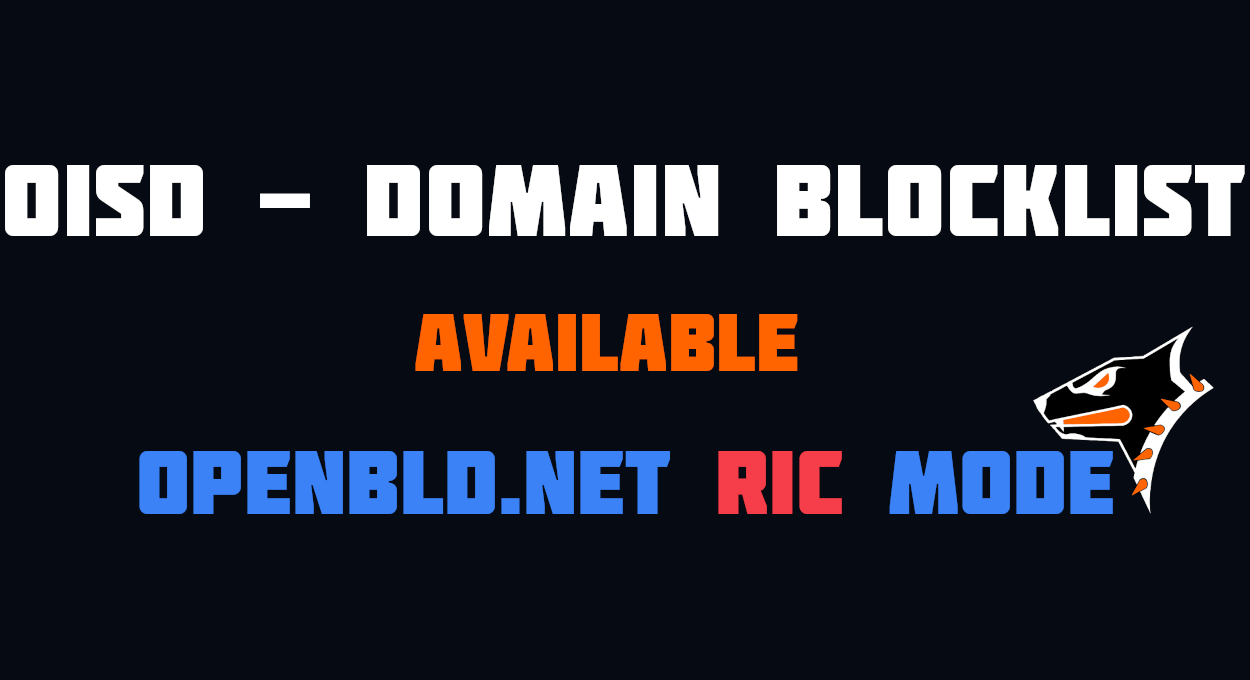 OISD – DOMAIN BLOCKLIST
AVAILABLE
OPENBLD.NET RIC MODE